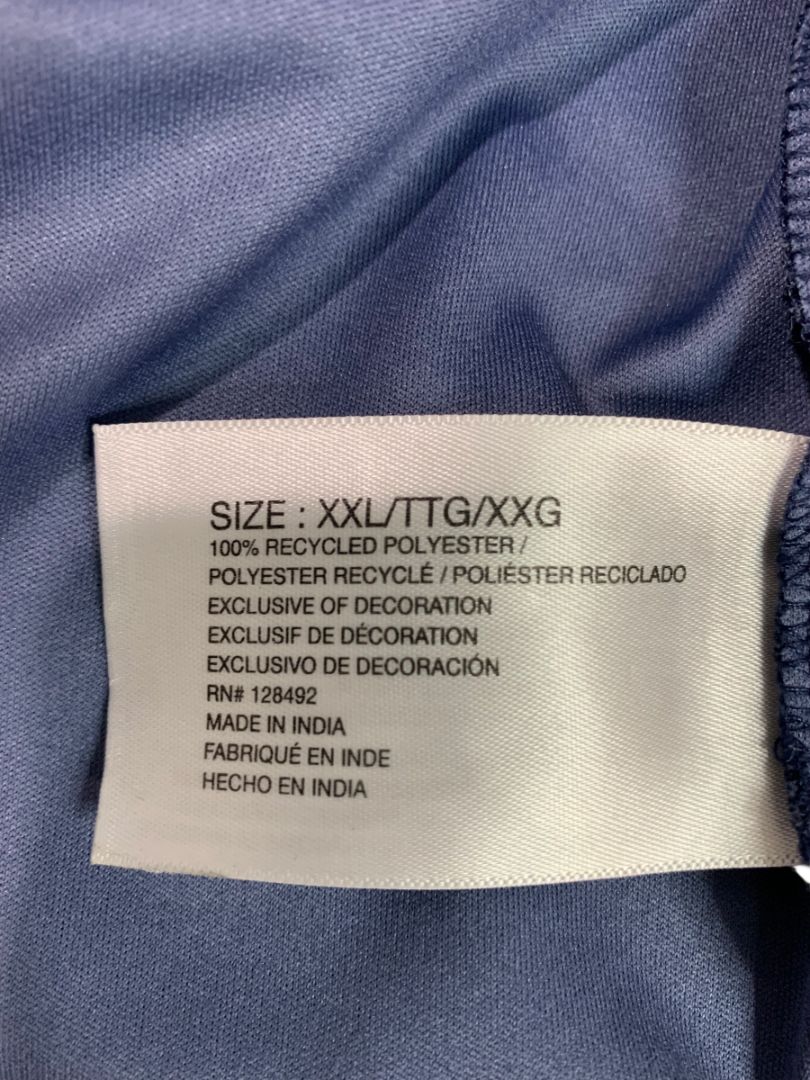 SIZE : XXL/TTG/XXG
100% RECYCLED POLYESTER /
POLYESTER RECYCLÉ / POLIÉSTER RECICLADO
EXCLUSIVE OF DECORATION
EXCLUSIF DE DÉCORATION
EXCLUSIVO DE DECORACIÓN
RN# 128492
MADE IN INDIA
FABRIQUÉ EN INDE
HECHO EN INDIA